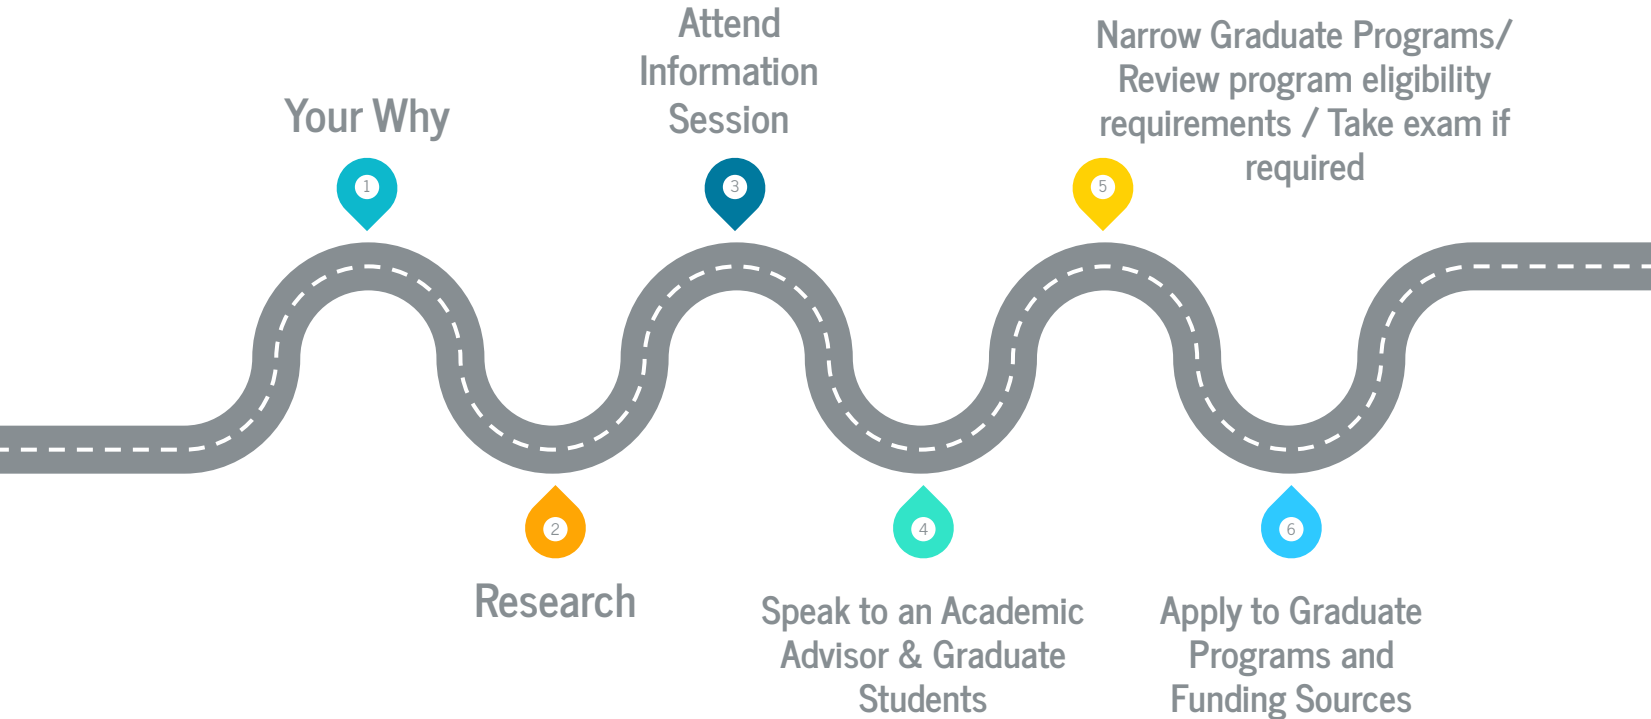 Your Why
1
Research
2
Attend
Information
Session
3
Speak to an Academic
Advisor & Graduate
Students
4
Narrow Graduate Programs/
Review program eligibility
requirements / Take exam if
required
5
Apply to Graduate
Programs and
Funding Sources
6